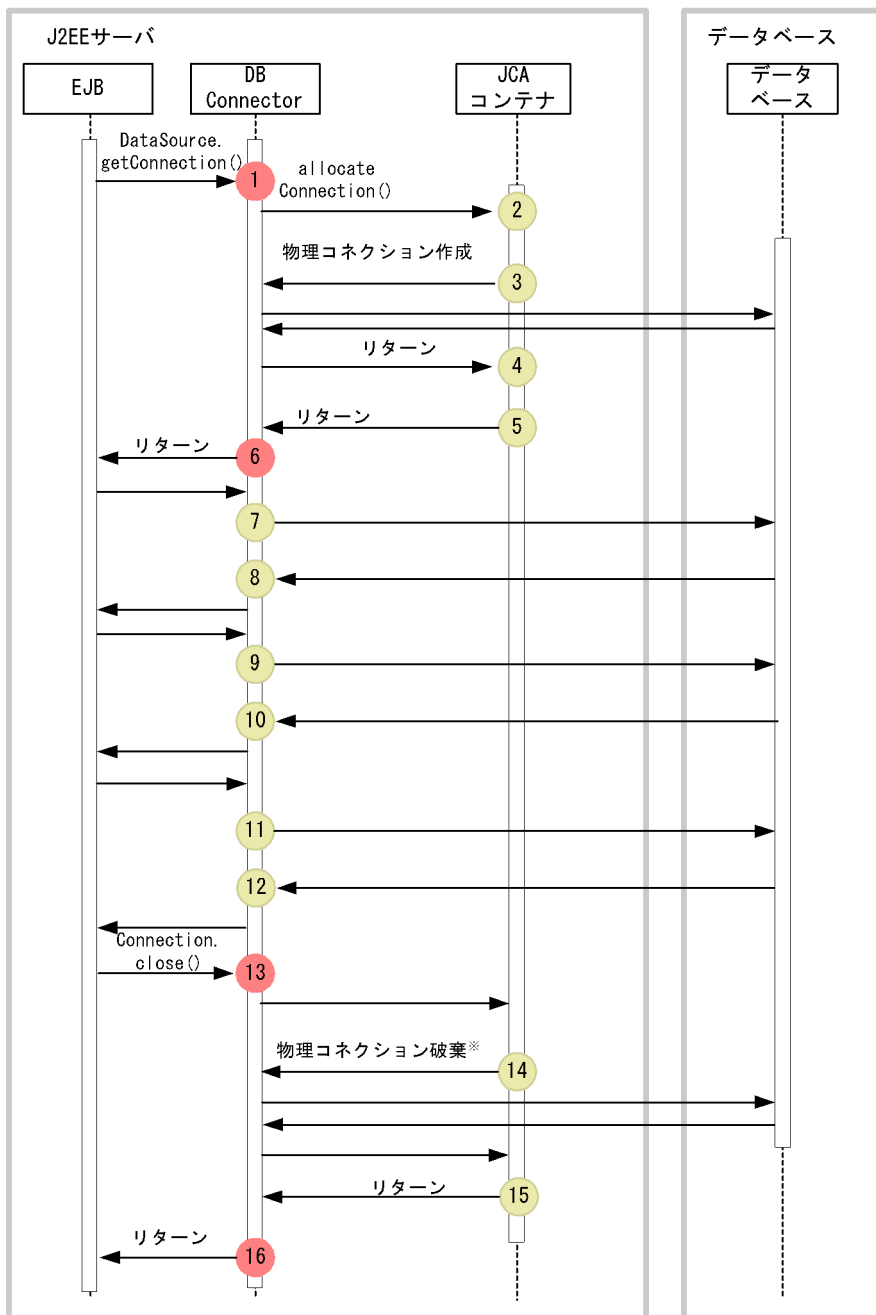 J2EEサーバ
データベース
EJB
DB
Connector
JCA
コンテナ
データ
ベース
DataSource.
getConnection()
1
allocate
Connection()
2
物理コネクション作成
3
リターン
4
リターン
5
リターン
6
7
8
9
10
11
12
Connection.
close()
13
物理コネクション破棄※
14
リターン
15
リターン
16